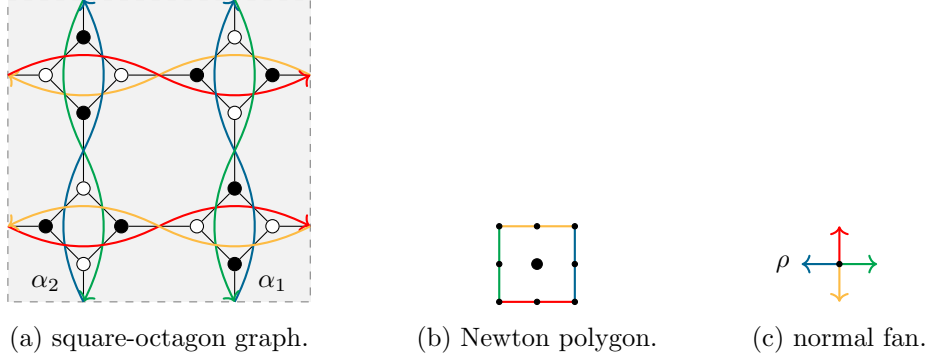 α₂
α₁
ρ
(a) square-octagon graph.
(b) Newton polygon.
(c) normal fan.